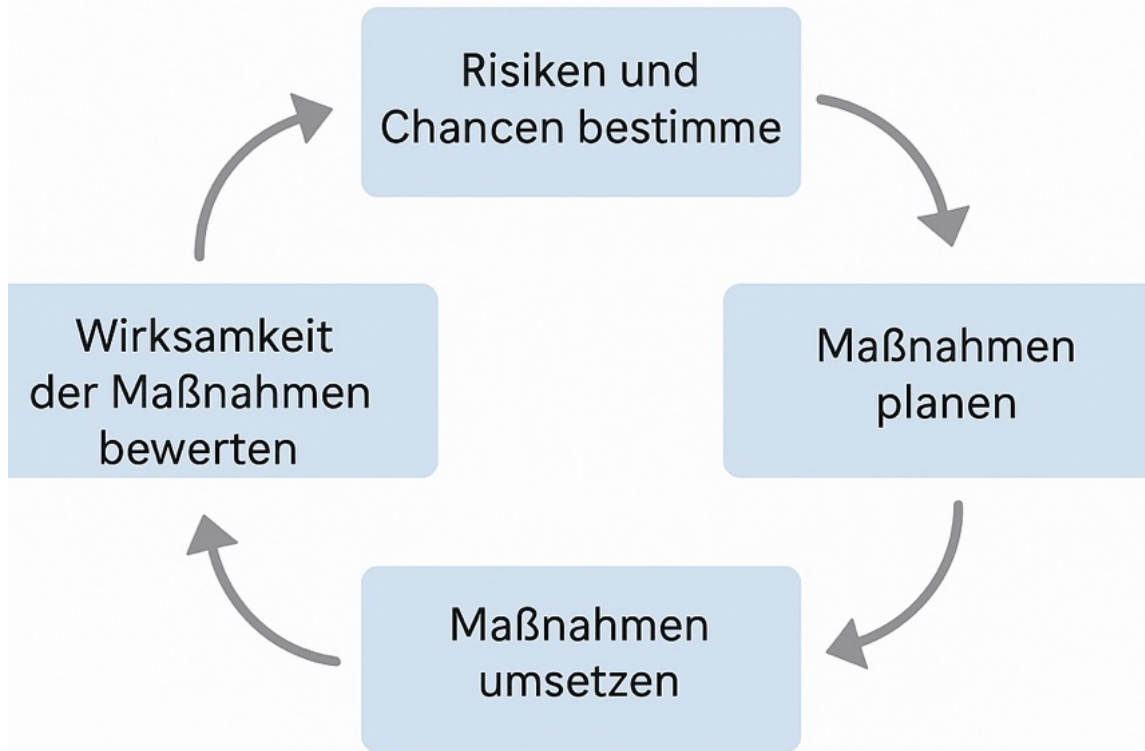 Risiken und
Chancen bestimme
Maßnahmen
planen
Maßnahmen
umsetzen
Wirksamkeit
der Maßnahmen
bewerten